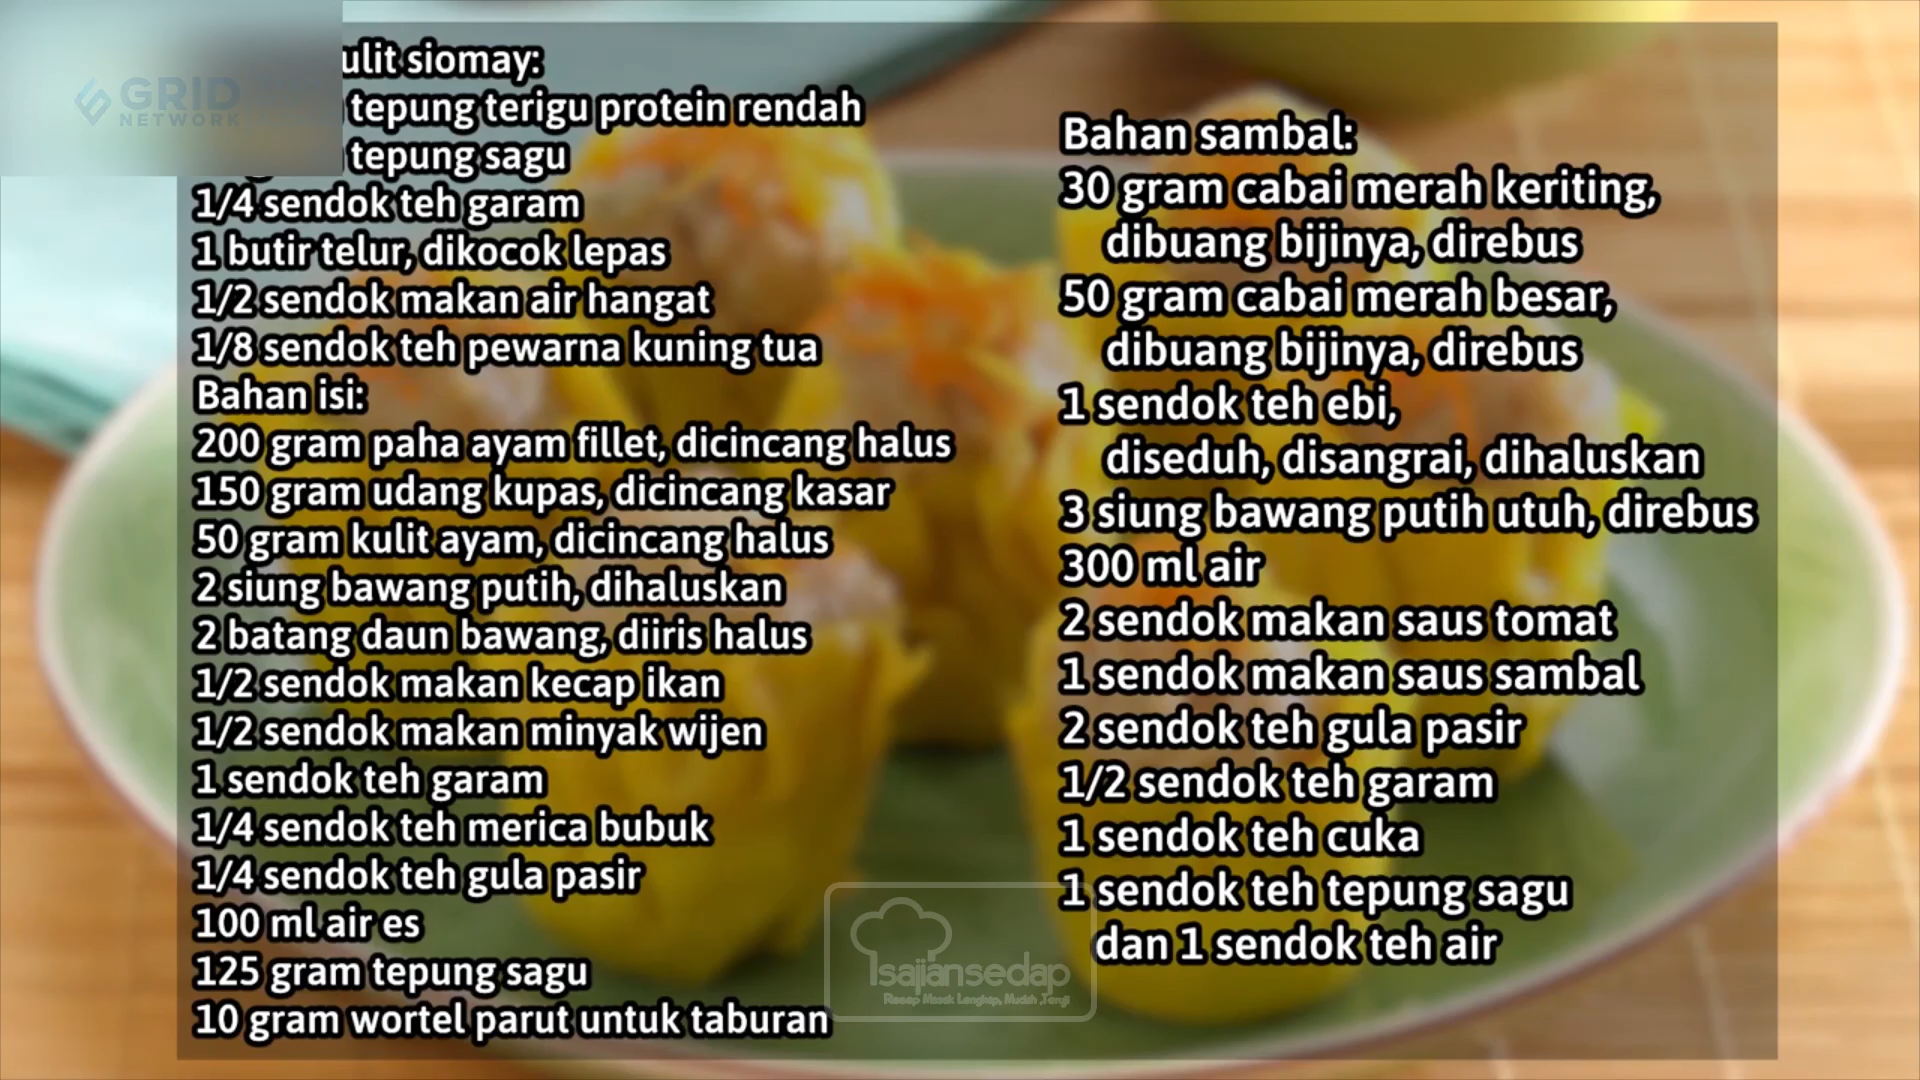 GRID
NETWORK
ulit siomay:
tepung terigu protein rendah
tepung sagu
1/4 sendok teh garam
1 butir telur, dikocok lepas
1/2 sendok makan air hangat
1/8 sendok teh pewarna kuning tua
Bahan isi:
200 gram paha ayam fillet, dicincang halus
150 gram udang kupas, dicincang kasar
50 gram kulit ayam, dicincang halus
2 siung bawang putih, dihaluskan
2 batang daun bawang, diiris halus
1/2 sendok makan kecap ikan
1/2 sendok makan minyak wijen
1 sendok teh garam
1/4 sendok teh merica bubuk
1/4 sendok teh gula pasir
100 ml air es
125 gram tepung sagu
10 gram wortel parut untuk taburan
Bahan sambal:
30 gram cabai merah keriting,
dibuang bijinya, direbus
50 gram cabai merah besar,
dibuang bijinya, direbus
1 sendok teh ebi,
diseduh, disangrai, dihaluskan
3 siung bawang putih utuh, direbus
300 ml air
2 sendok makan saus tomat
1 sendok makan saus sambal
2 sendok teh gula pasir
1/2 sendok teh garam
1 sendok teh cuka
1 sendok teh tepung sagu
dan 1 sendok teh air
Sajiansedap
Resep Masak Lengkap, Mudah, Teruji